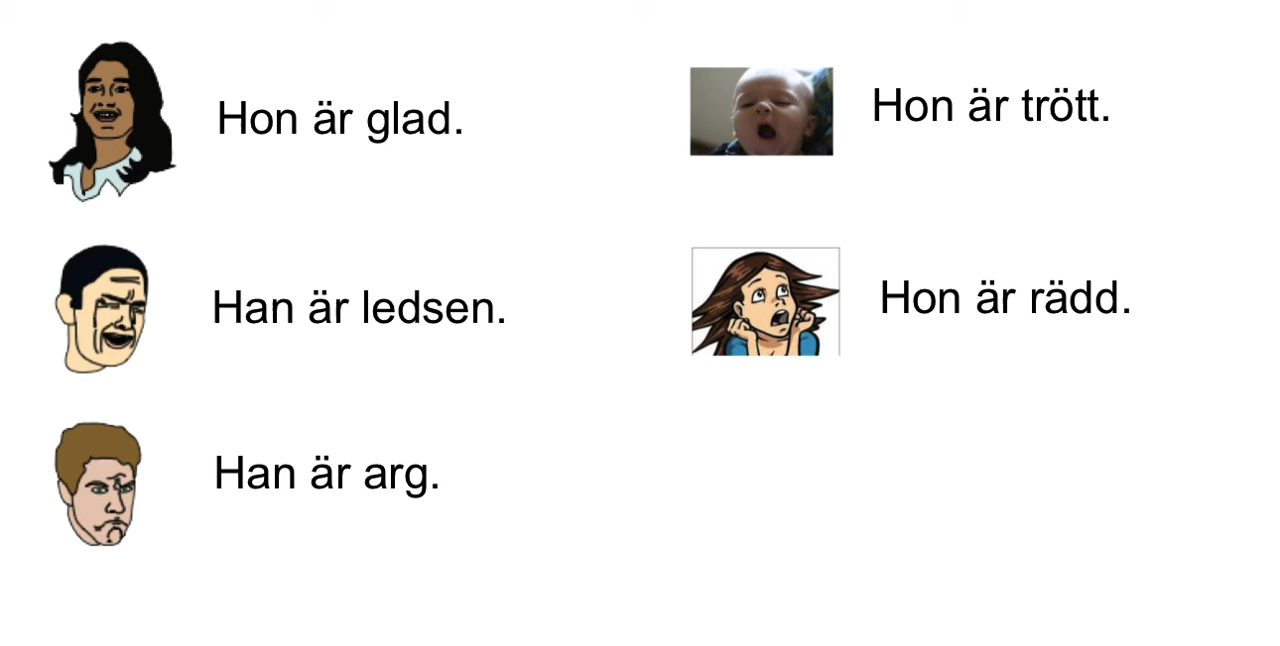 Hon är glad.
Han är ledsen.
Han är arg.
Hon är trött.
Hon är rädd.